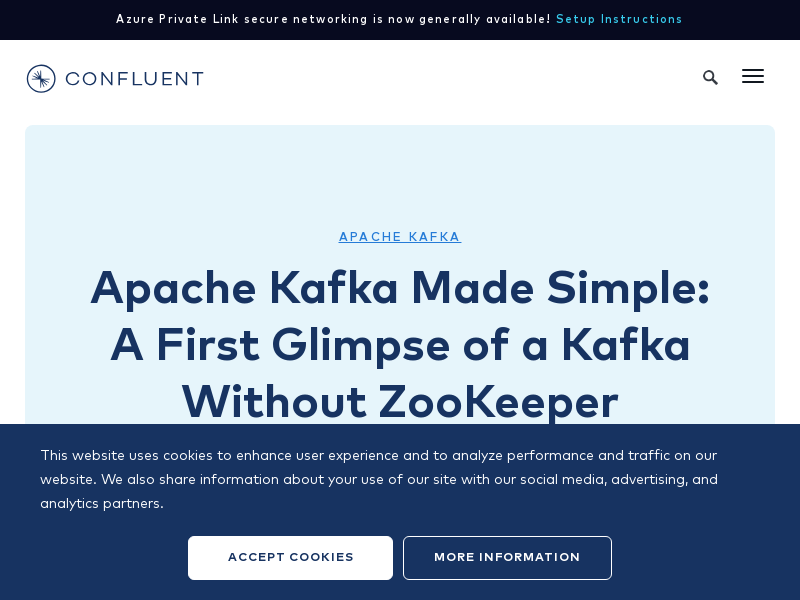 Azure Private Link secure networking is now generally available! Setup Instructions
CONFLUENT
APACHE KAFKA
Apache Kafka Made Simple:
A First Glimpse of a Kafka
Without ZooKeeper
This website uses cookies to enhance user experience and to analyze performance and traffic on our
website. We also share information about your use of our site with our social media, advertising, and
analytics partners.
ACCEPT COOKIES
MORE INFORMATION